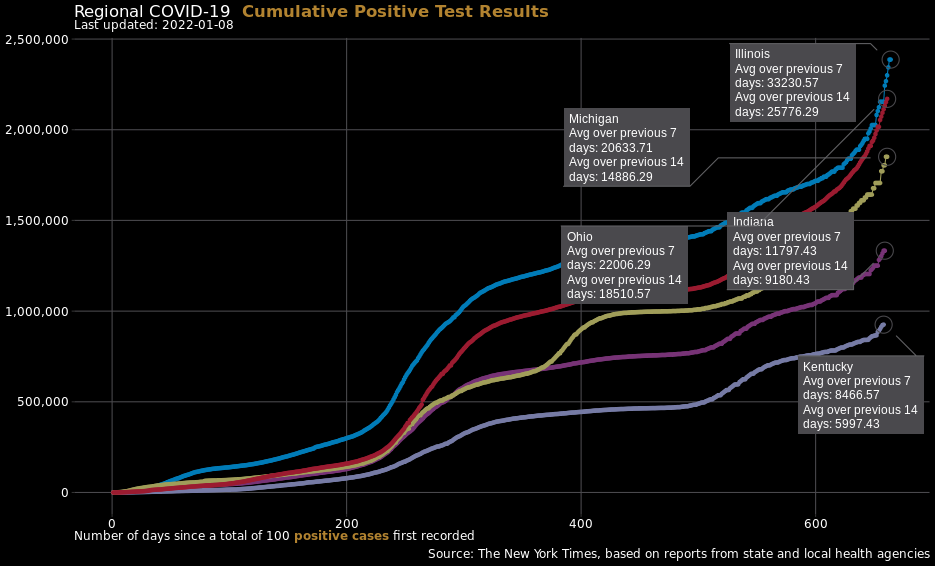 Regional COVID-19 Cumulative Positive Test Results
Last updated: 2022-01-08
2,500,000
2,000,000
1,500,000
1,000,000
500,000
0
Illinois
Avg over previous 7
days: 33230.57
Avg over previous 14
days: 25776.29
Michigan
Avg over previous 7
days: 20633.71
Avg over previous 14
days: 14886.29
Indiana
Avg over previous 7
days: 11797.43
Avg over previous 14
days: 9180.43
Ohio
Avg over previous 7
days: 22006.29
Avg over previous 14
days: 18510.57
Kentucky
Avg over previous 7
days: 8466.57
Avg over previous 14
days: 5997.43
0
200
400
600
Number of days since a total of 100 positive cases first recorded
Source: The New York Times, based on reports from state and local health agencies